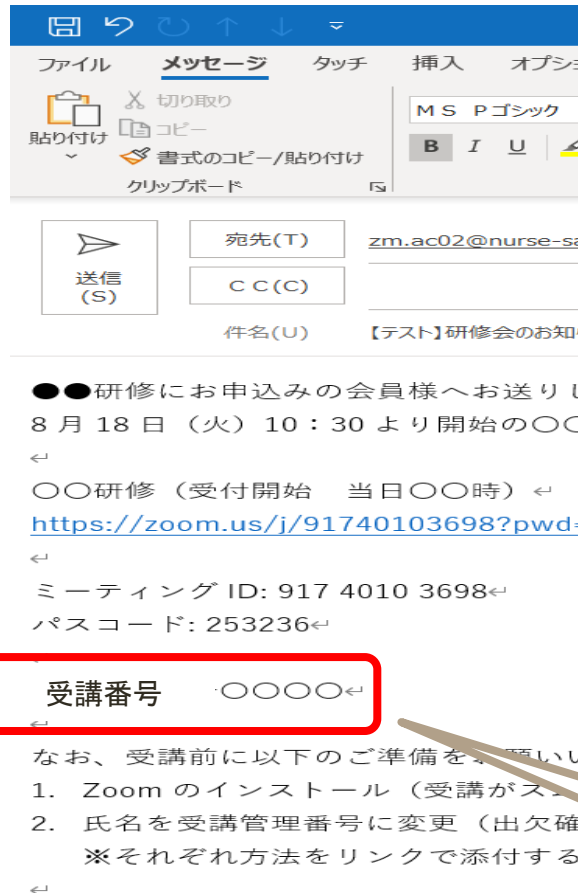 ファイル メッセージ タッチ 挿入 オプショ
切り取り
コピー
貼り付け
書式のコピー/貼り付け
クリップボード
ＭＳ Ｐゴシック
B I U
送信
(S)
宛先(T) zm.ac02@nurse-sa
ＣＣ(C)
件名(U) 【テスト】研修会のお知
●●研修にお申込みの会員様へお送りし
8 月 18 日 （火）10：30 より開始の〇〇
〇〇研修（受付開始　当日〇〇時）
https://zoom.us/j/91740103698?pwd=
ミーティング ID: 917 4010 3698
パスコード: 253236
受講番号 〇〇〇〇
なお、受講前に以下のご準備を
1. Zoom のインストール（受講がス
2. 氏名を受講管理番号に変更（出欠確
※それぞれ方法をリンクで添付する